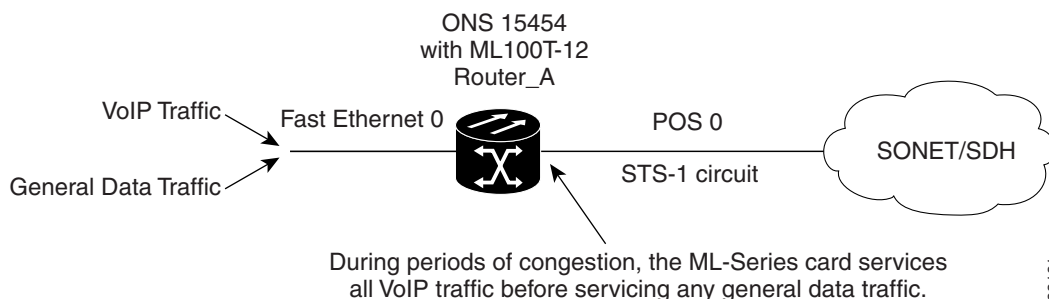 ONS 15454
with ML100T-12
Router_A
VoIP Traffic
Fast Ethernet 0
POS 0
SONET/SDH
General Data Traffic
STS-1 circuit
During periods of congestion, the ML-Series card services
all VoIP traffic before servicing any general data traffic.